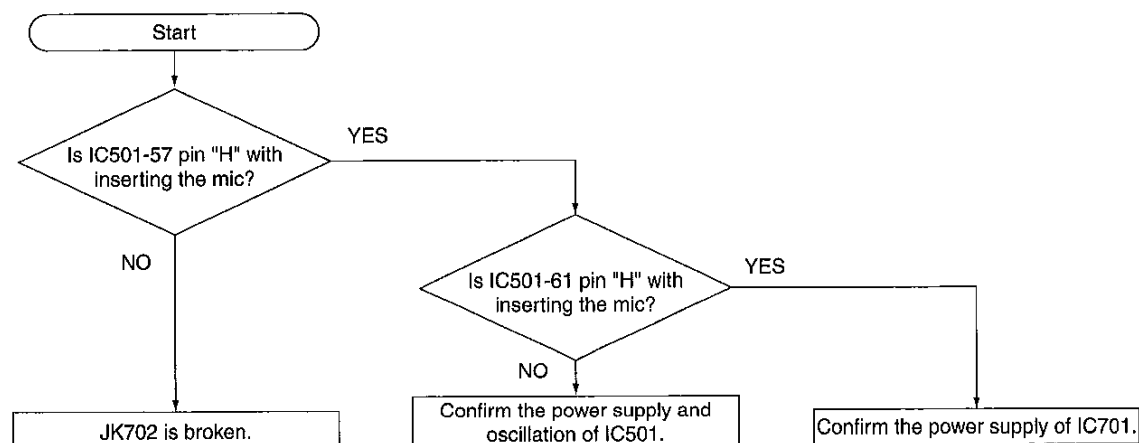 Start
Is IC501-57 pin "H" with
inserting the mic?
YES
NO
Is IC501-61 pin "H" with
inserting the mic?
YES
NO
JK702 is broken.
Confirm the power supply and
oscillation of IC501.
Confirm the power supply of IC701.